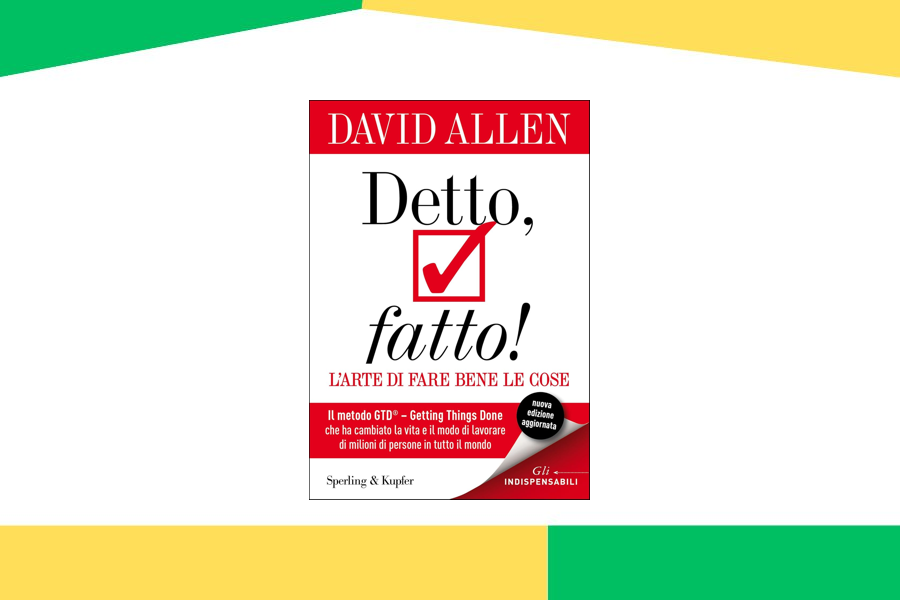 DAVID ALLEN
Detto,
fatto!
L'ARTE DI FARE BENE LE COSE
Il metodo GTD® – Getting Things Done
che ha cambiato la vita e il modo di lavorare
di milioni di persone in tutto il mondo
nuova
edizione
aggiornata
Sperling & Kupfer
Gli
INDISPENSABILI